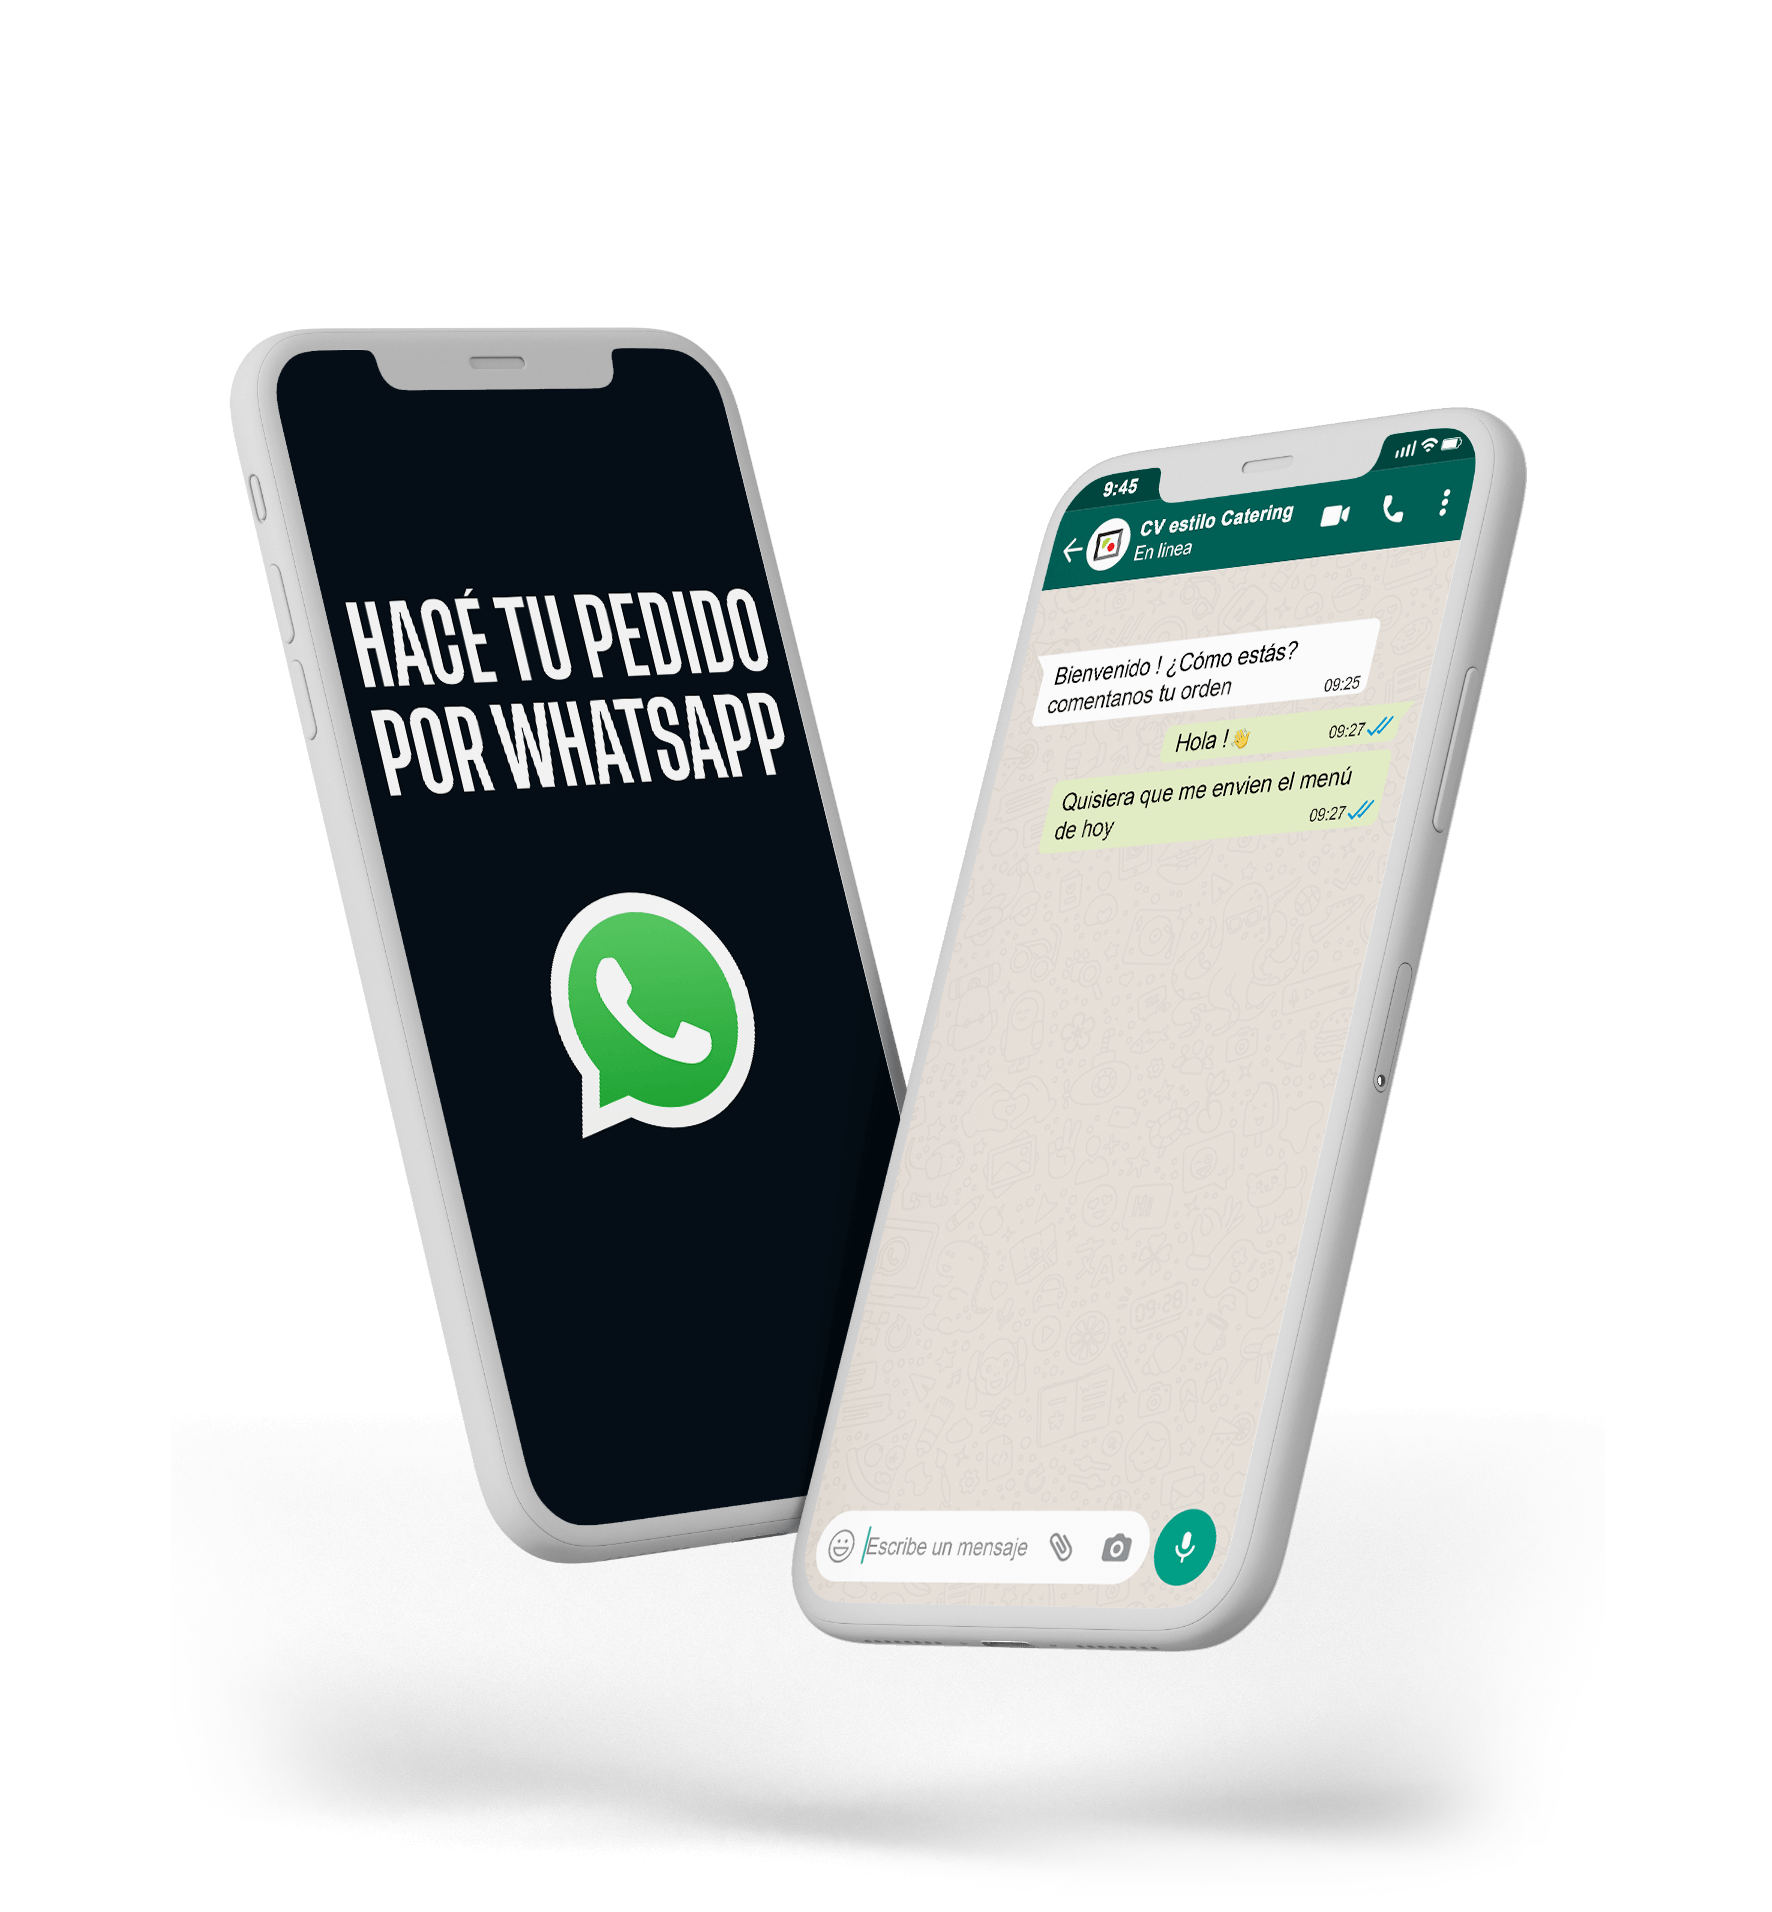 HACÉ TU PEDIDO
POR WHATSAPP
9:45
CV estilo Catering
En linea
Bienvenido ! ¿Cómo estás?
comentanos tu orden 09:25
Hola ! 👋 09:27
Quisiera que me envien el menú
de hoy 09:27
Escribe un mensaje